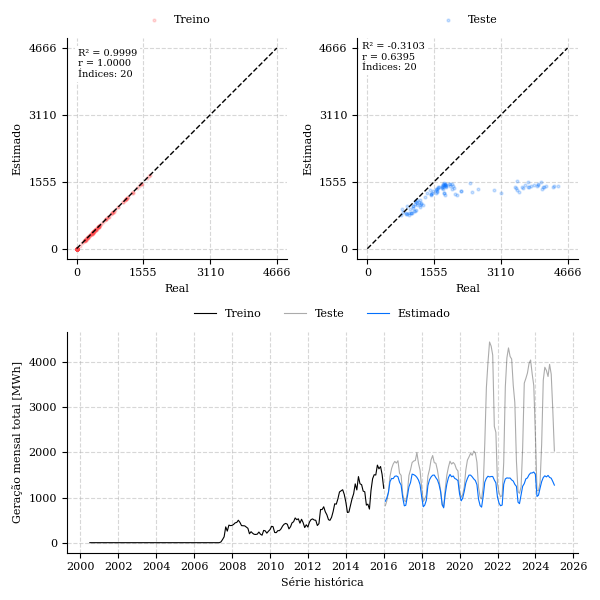 Treino
Teste
R² = 0.9999
r = 1.0000
Índices: 20
R² = -0.3103
r = 0.6395
Índices: 20
4666
3110
1555
0
Estimado
0 1555 3110 4666
Real
4666
3110
1555
0
Estimado
0 1555 3110 4666
Real
Treino Teste Estimado
4000
3000
2000
1000
0
Geração mensal total [MWh]
2000 2002 2004 2006 2008 2010 2012 2014 2016 2018 2020 2022 2024 2026
Série histórica